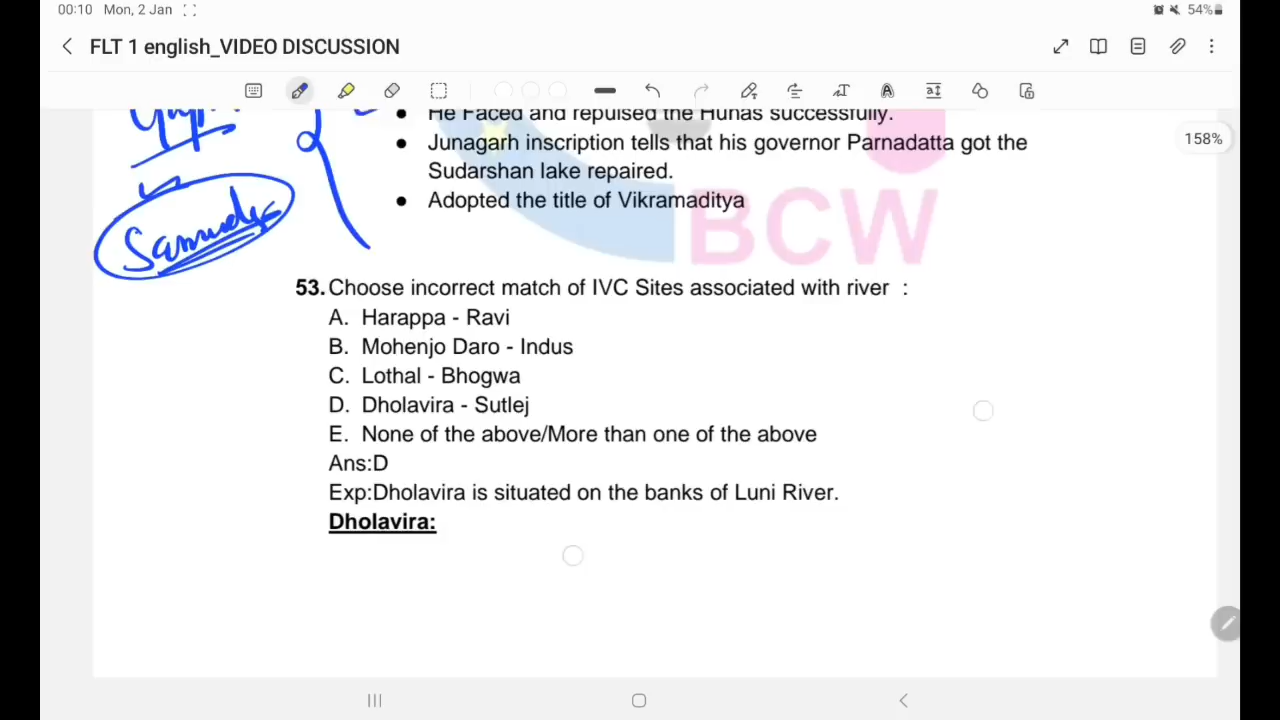 00:10 Mon, 2 Jan 54%
FLT 1 english_VIDEO DISCUSSION
158%
● He Faced and repulsed the Hunas successfully.
● Junagarh inscription tells that his governor Parnadatta got the
Sudarshan lake repaired.
● Adopted the title of Vikramaditya
BCW
53. Choose incorrect match of IVC Sites associated with river :
A. Harappa - Ravi
B. Mohenjo Daro - Indus
C. Lothal - Bhogwa
D. Dholavira - Sutlej
E. None of the above/More than one of the above
Ans:D
Exp:Dholavira is situated on the banks of Luni River.
Dholavira: